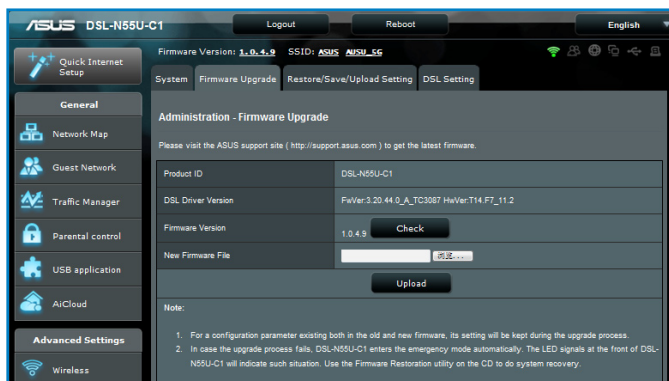 ASUS DSL-N55U-C1
Logout
Reboot
English
Quick Internet
Setup
Firmware Version: 1.0.4.9 SSID: ASUS AUSU_5G
System
Firmware Upgrade
Restore/Save/Upload Setting
DSL Setting
General
Network Map
Guest Network
Traffic Manager
Parental control
USB application
AiCloud
Advanced Settings
Wireless
Administration - Firmware Upgrade
Please visit the ASUS support site ( http://support.asus.com ) to get the latest firmware.
Product ID
DSL-N55U-C1
DSL Driver Version
FwVer:3.20.44.0_A_TC3087 HwVer:T14.F7_11.2
Firmware Version
1.0.4.9
Check
New Firmware File
浏览...
Upload
Note:
1. For a configuration parameter existing both in the old and new firmware, its setting will be kept during the upgrade process.
2. In case the upgrade process fails, DSL-N55U-C1 enters the emergency mode automatically. The LED signals at the front of DSL-
N55U-C1 will indicate such situation. Use the Firmware Restoration utility on the CD to do system recovery.